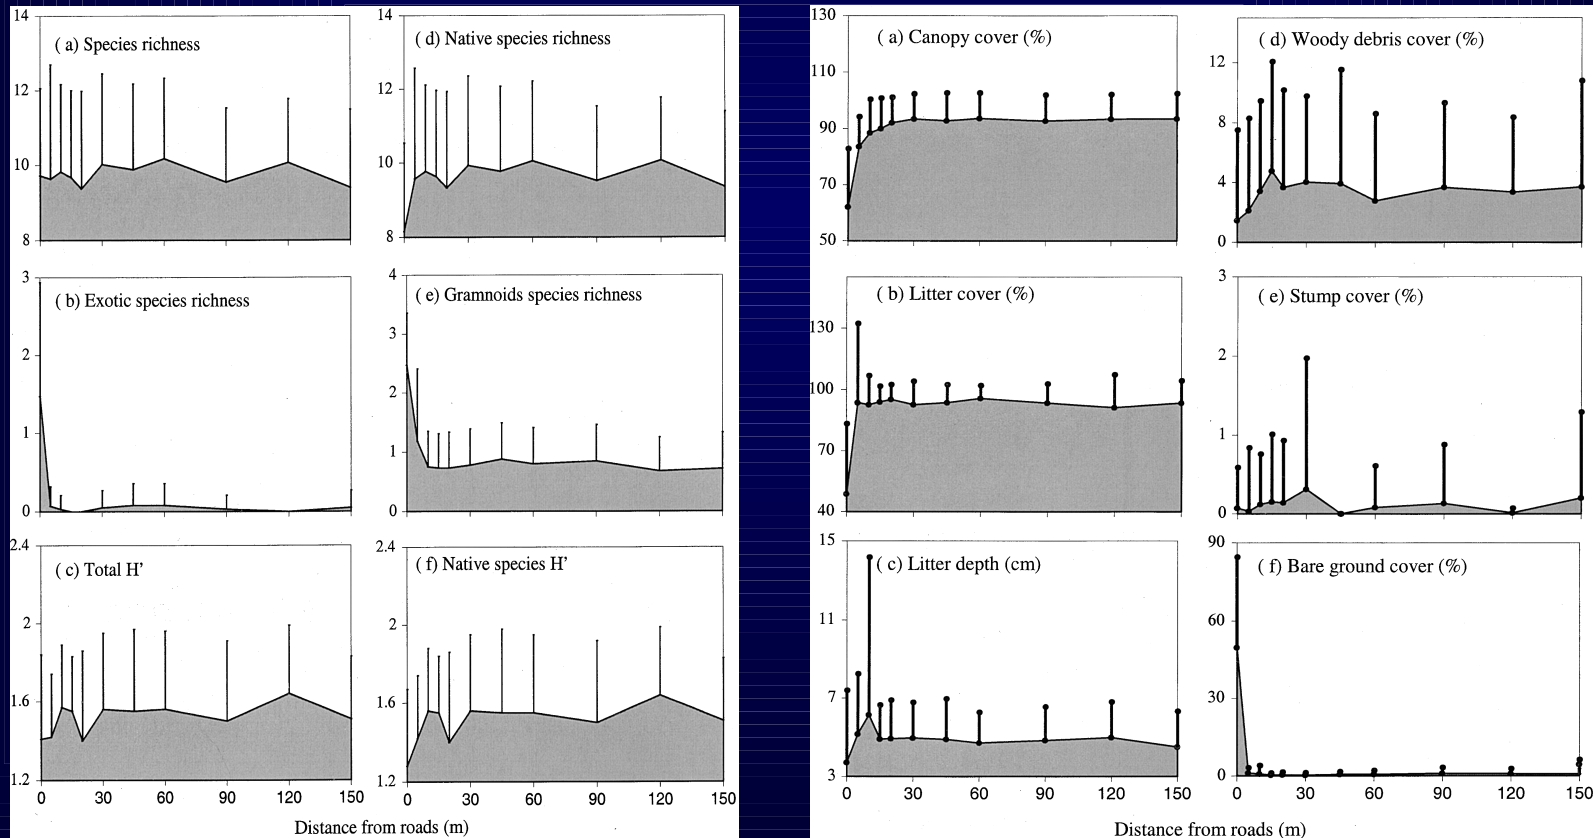 14
( a) Species richness
12
10
8
14
( d) Native species richness
12
10
8
3
( b) Exotic species richness
2
1
0
4
( e) Gramnoids species richness
3
2
1
0
2.4
( c) Total H’
2
1.6
1.2
0 30 60 90 120 150
2.4
( f) Native species H’
2
1.6
1.2
0 30 60 90 120 150
Distance from roads (m)
130
( a) Canopy cover (%)
110
90
70
50
( d) Woody debris cover (%)
12
8
4
0
( b) Litter cover (%)
130
100
70
40
3
( e) Stump cover (%)
2
1
0
15
( c) Litter depth (cm)
11
7
3
0 30 60 90 120 150
90
( f) Bare ground cover (%)
60
30
0
0 30 60 90 120 150
Distance from roads (m)